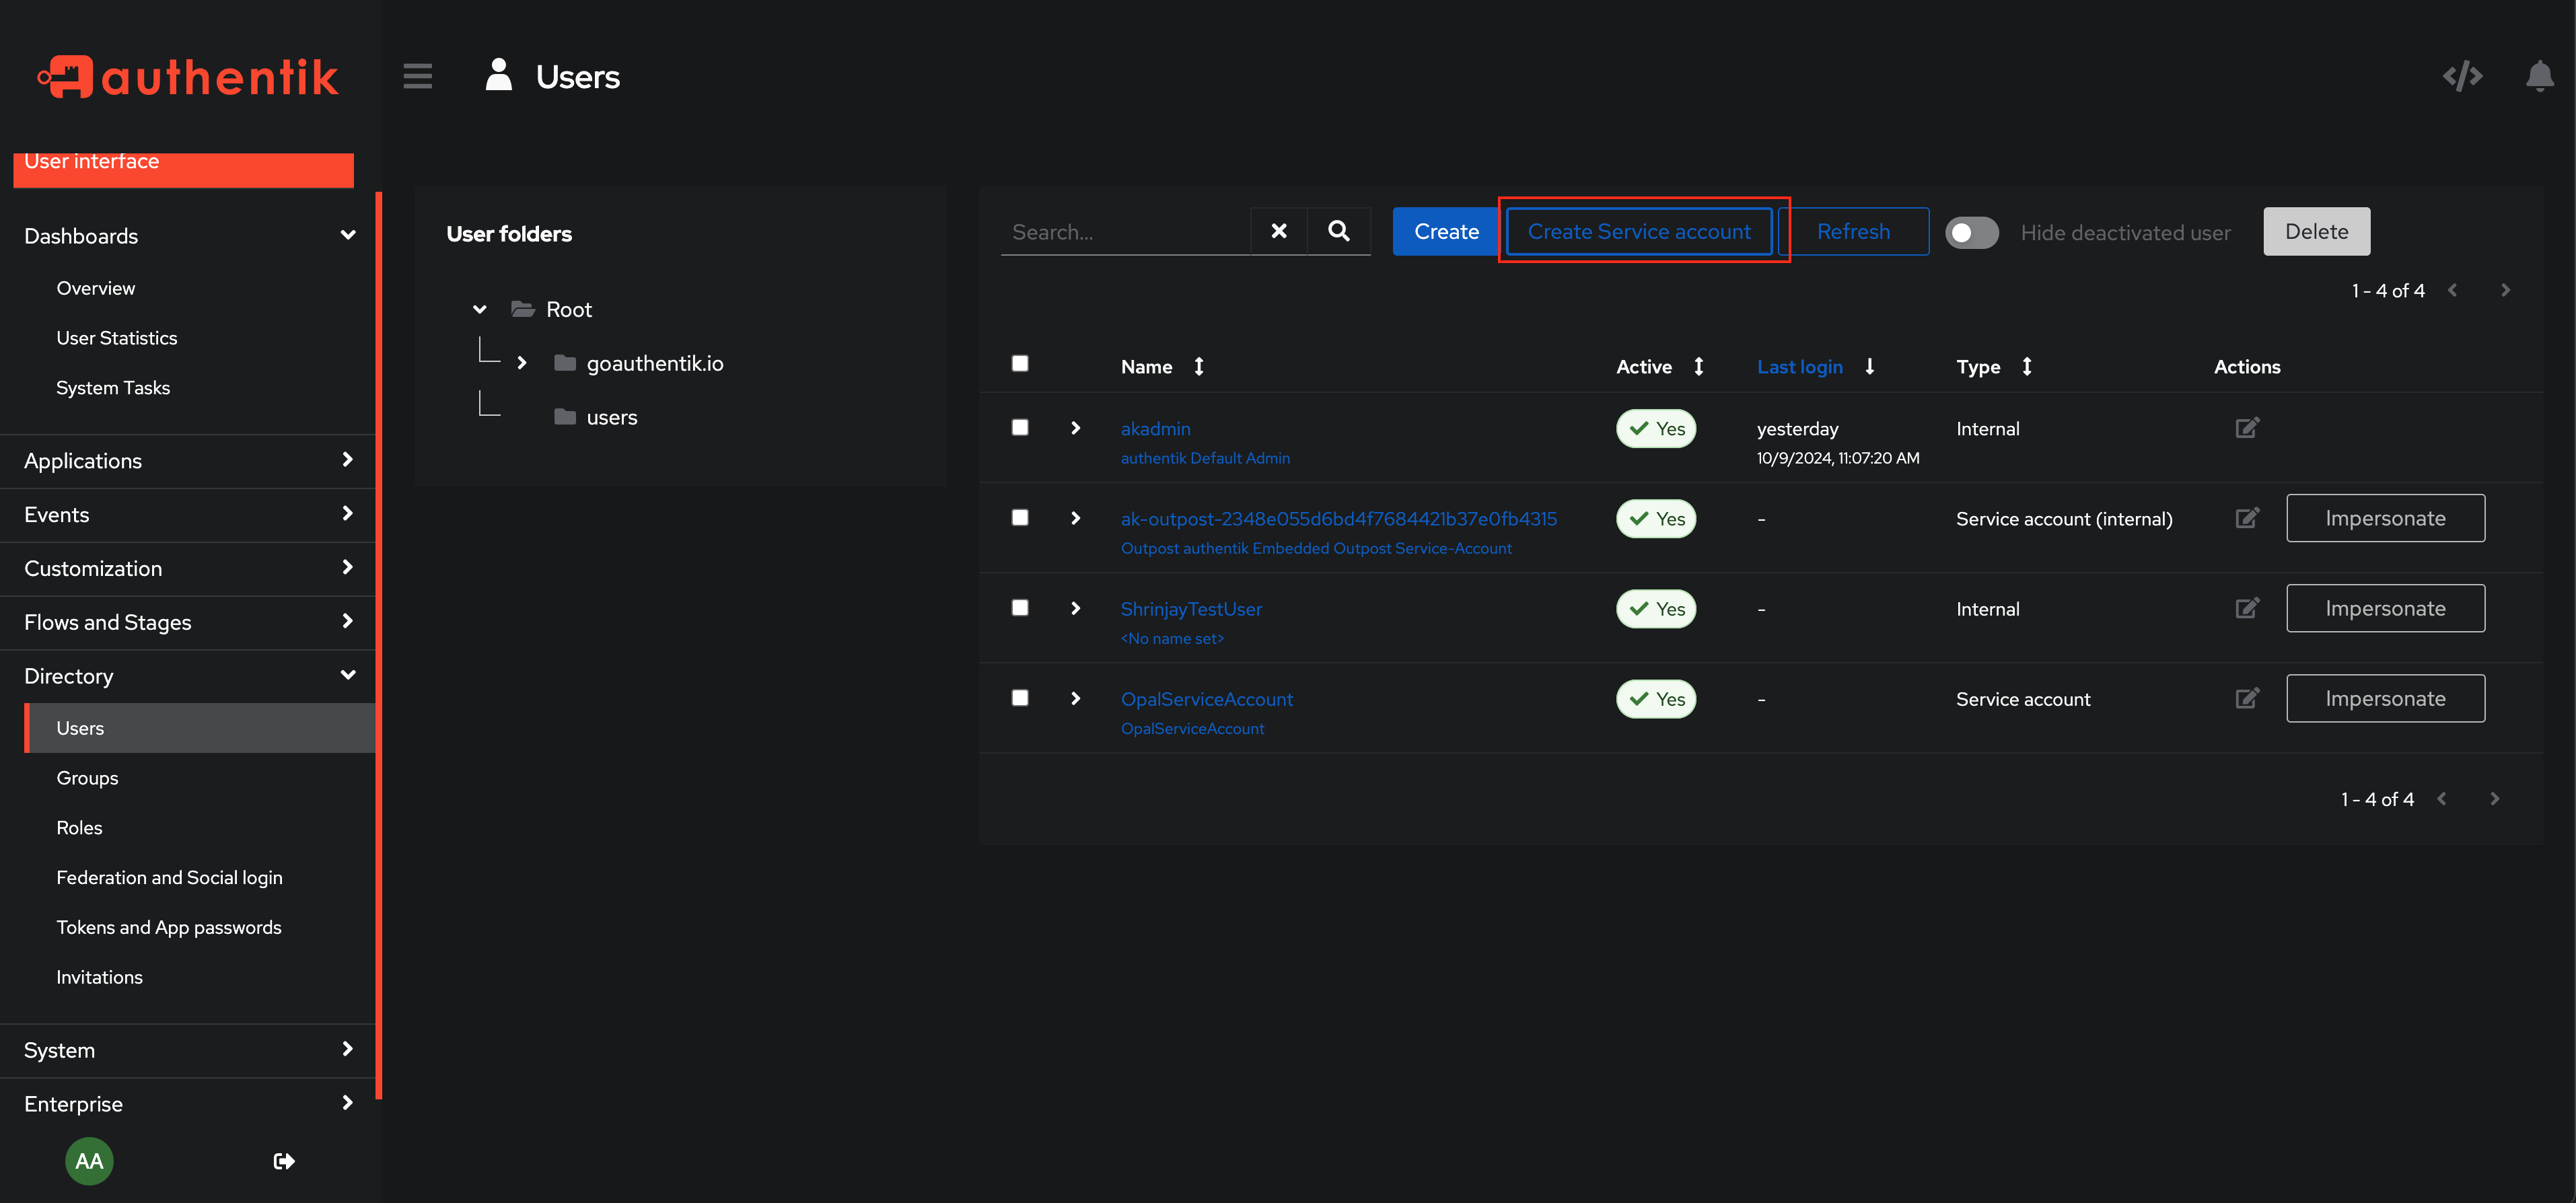 authentik
Users
User interface
Dashboards
Overview
User Statistics
System Tasks
Applications
Events
Customization
Flows and Stages
Directory
Users
Groups
Roles
Federation and Social login
Tokens and App passwords
Invitations
System
Enterprise
AA
User folders
Root
goauthentik.io
users
Search... Create Create Service account Refresh Hide deactivated user Delete
1 - 4 of 4
Name Active Last login Type Actions
akadmin Yes yesterday Internal
authentik Default Admin 10/9/2024, 11:07:20 AM
ak-outpost-2348e055d6bd4f7684421b37e0fb4315 Yes - Service account (internal) Impersonate
Outpost authentik Embedded Outpost Service-Account
ShrinjayTestUser Yes - Internal Impersonate
<No name set>
OpalServiceAccount Yes - Service account Impersonate
OpalServiceAccount
1 - 4 of 4